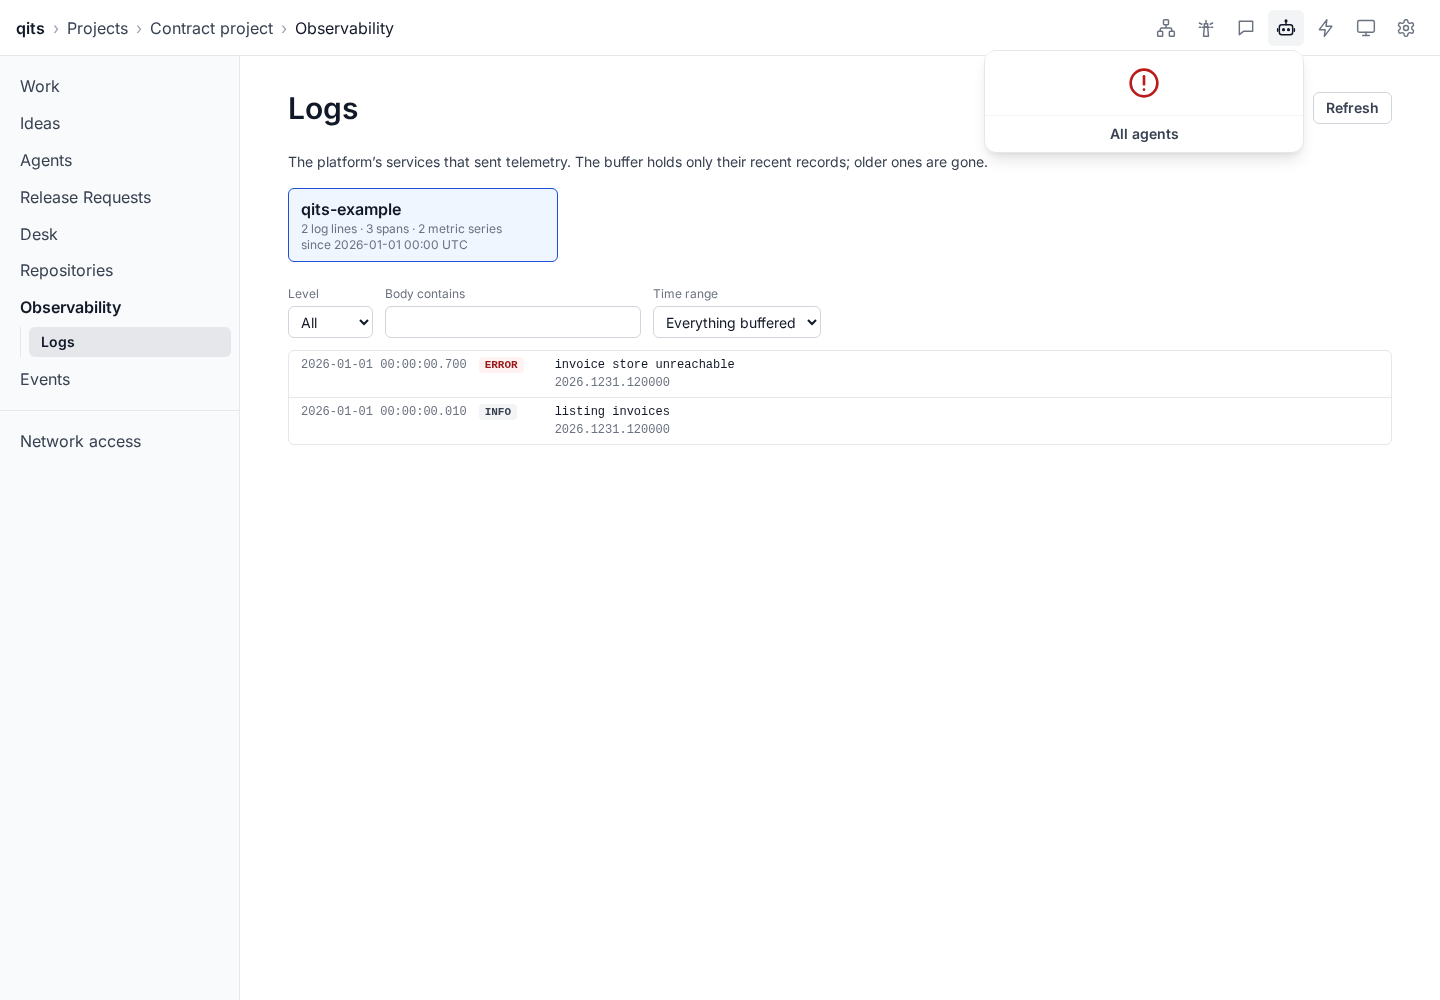 qits › Projects › Contract project › Observability
Work
Ideas
Agents
Release Requests
Desk
Repositories
Observability
Logs
Events
Network access
All agents
Logs
Refresh
The platform’s services that sent telemetry. The buffer holds only their recent records; older ones are gone.
qits-example
2 log lines · 3 spans · 2 metric series
since 2026-01-01 00:00 UTC
Level
Body contains
Time range
All
Everything buffered
2026-01-01 00:00:00.700 ERROR invoice store unreachable
2026.1231.120000
2026-01-01 00:00:00.010 INFO listing invoices
2026.1231.120000